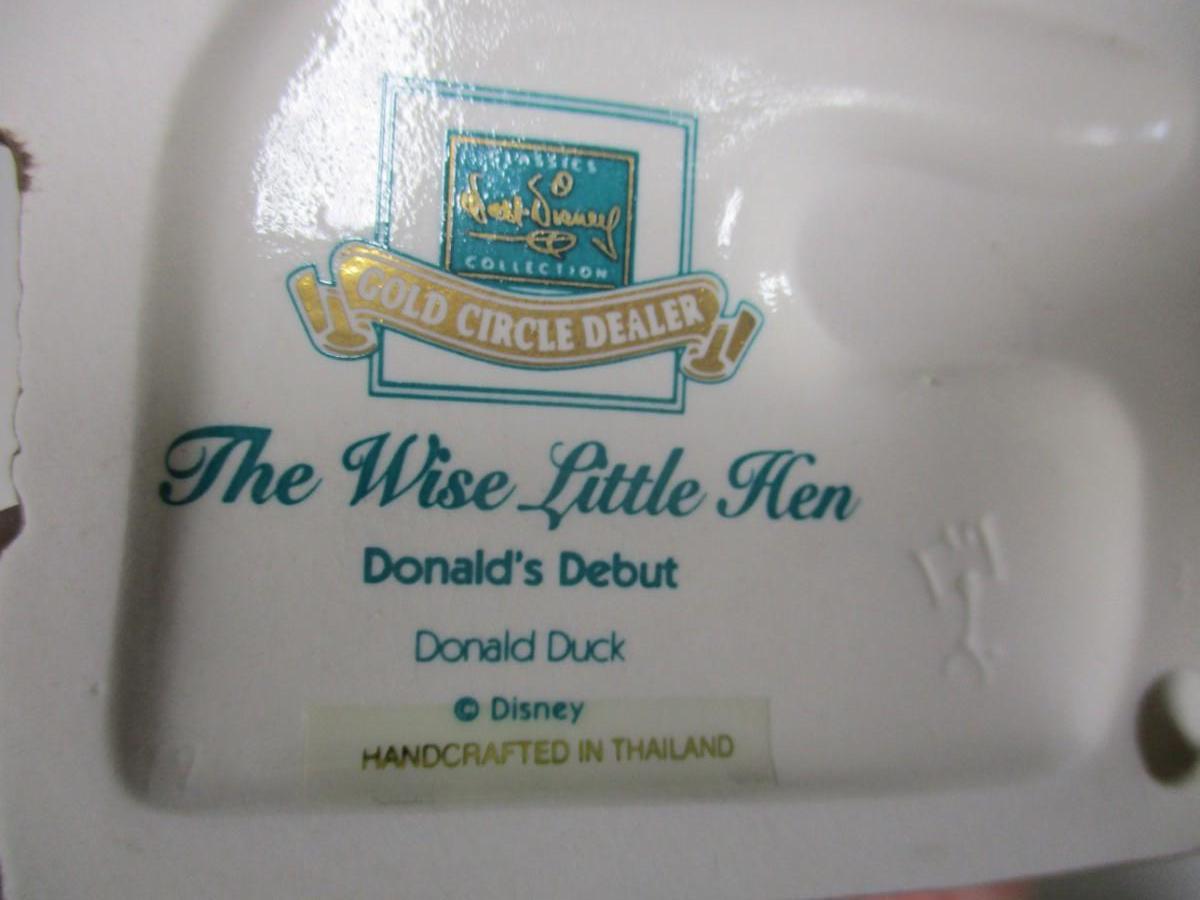 CLASSICS
Walt Disney
COLLECTION
GOLD CIRCLE DEALER
The Wise Little Hen
Donald's Debut
Donald Duck
© Disney
HANDCRAFTED IN THAILAND